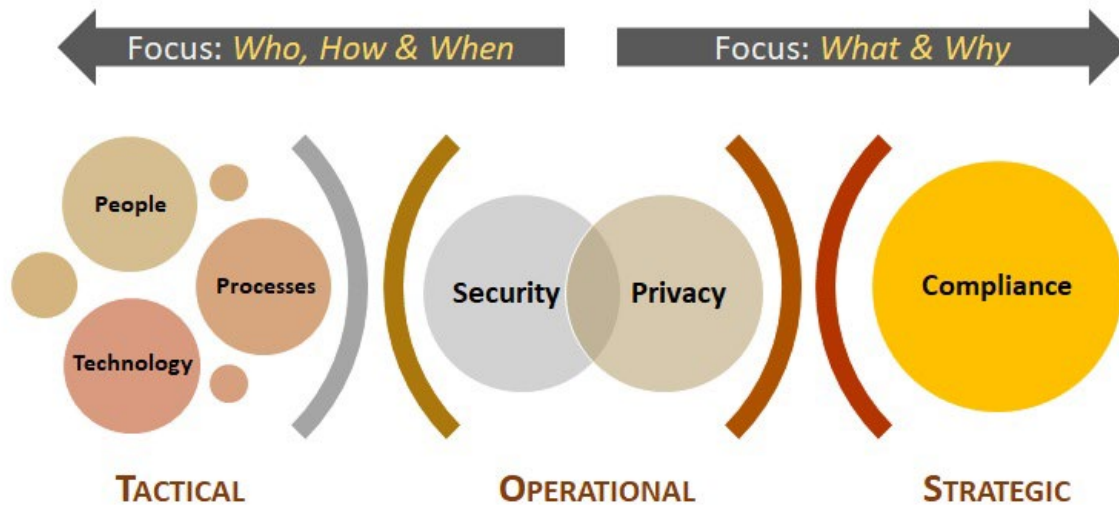 Focus: Who, How & When
Focus: What & Why
People
Processes
Technology
Security
Privacy
Compliance
TACTICAL
OPERATIONAL
STRATEGIC